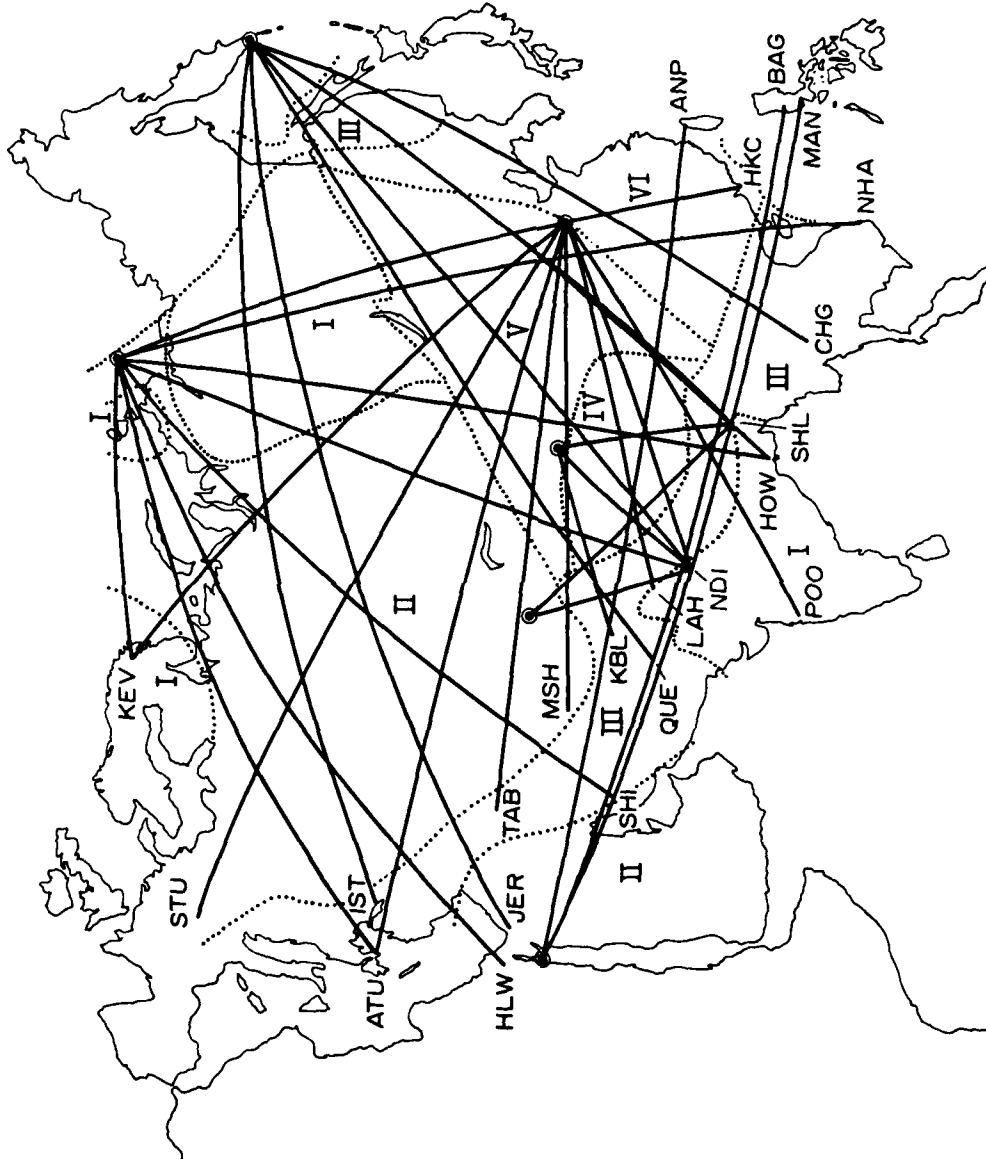 KEV
STU
ATU
IST
HLW
JER
TAB
MSH
SHI
QUE
KBL
LAH
NDI
POO
HOW
SHL
CHG
NHA
MAN
BAG
HKC
ANP
I
I
I
II
II
III
III
III
IV
V
VI
I